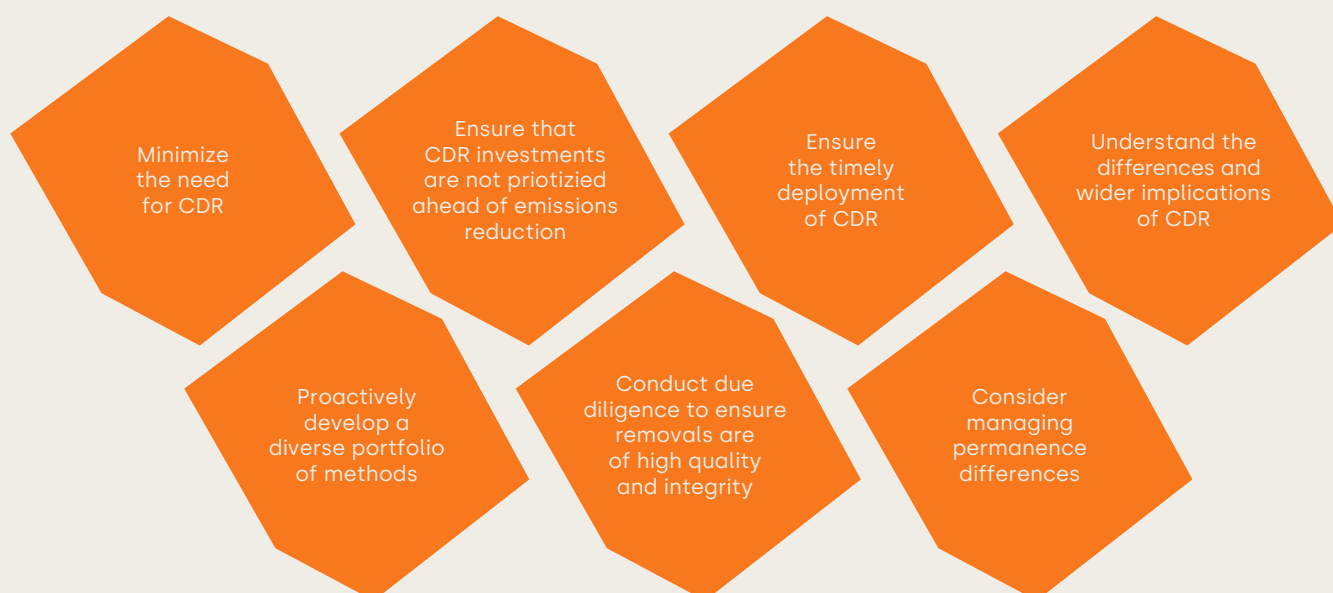 Minimize
the need
for CDR
Ensure that
CDR investments
are not priotizied
ahead of emissions
reduction
Ensure
the timely
deployment
of CDR
Understand the
differences and
wider implications
of CDR
Proactively
develop a
diverse portfolio
of methods
Conduct due
diligence to ensure
removals are
of high quality
and integrity
Consider
managing
permanence
differences